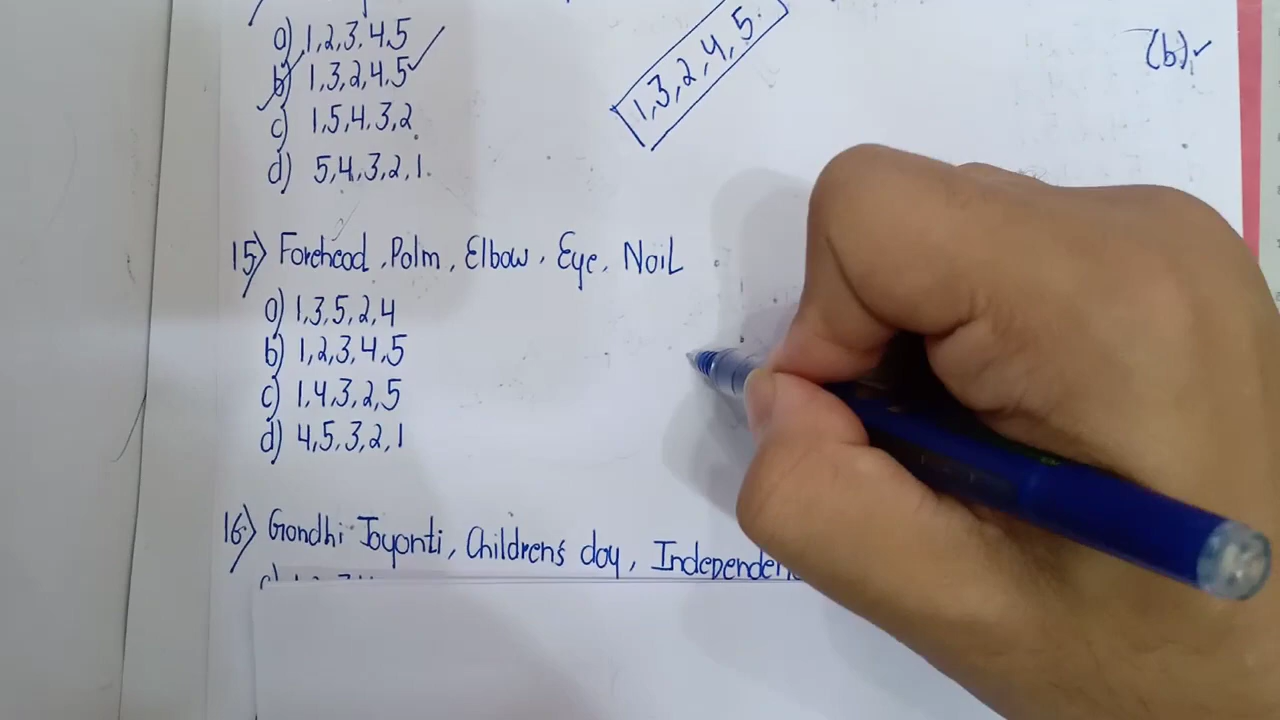 a) 1,2,3,4,5
b) 1,3,2,4,5
c) 1,5,4,3,2
d) 5,4,3,2,1.
1,3,2,4,5.
(b)
15) Forehead, Palm, Elbow, Eye, Nail
a) 1,3,5,2,4
b) 1,2,3,4,5
c) 1,4,3,2,5
d) 4,5,3,2,1
16) Gandhi Jayanti, Children's day,